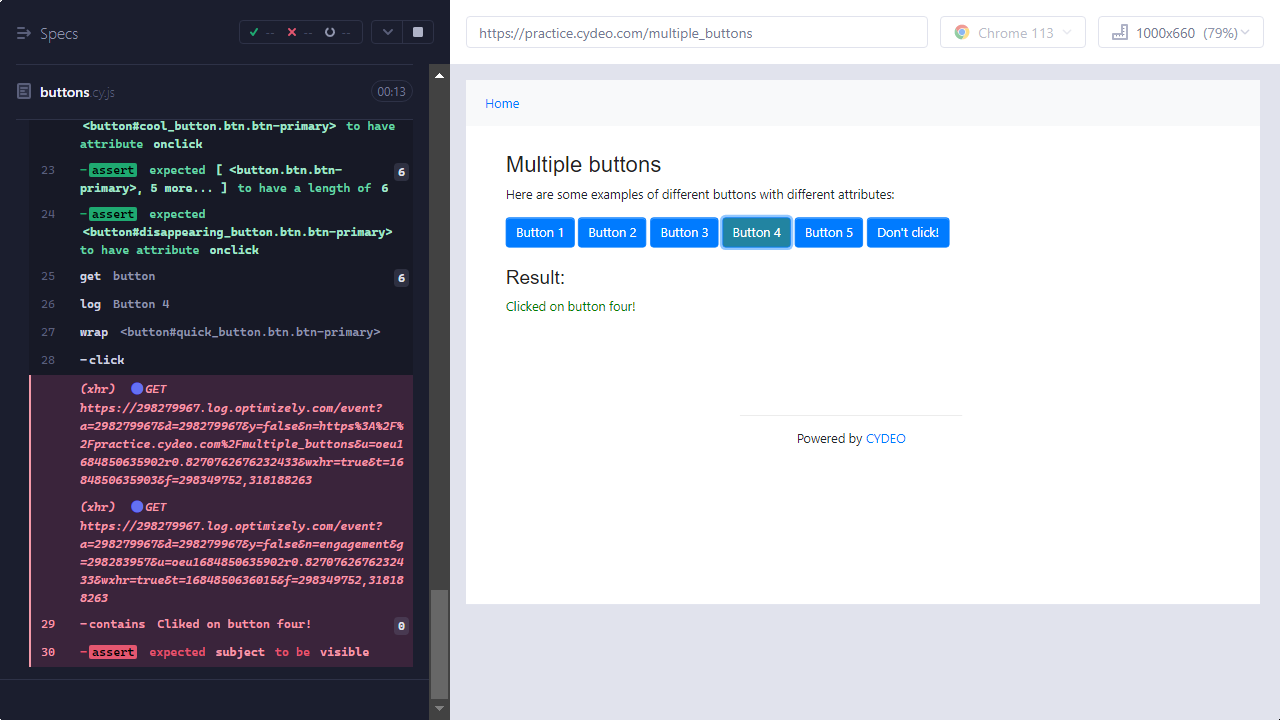 Specs
-- -- --
buttons.cy.js 00:13
<button#cool_button.btn.btn-primary> to have
attribute onclick
23 -assert expected [ <button.btn.btn- 6
primary>, 5 more... ] to have a length of 6
24 -assert expected
<button#disappearing_button.btn.btn-primary>
to have attribute onclick
25 get button 6
26 log Button 4
27 wrap <button#quick_button.btn.btn-primary>
28 -click
(xhr) GET
https://298279967.log.optimizely.com/event?
a=298279967&d=298279967&y=false&n=https%3A%2F%
2Fpractice.cydeo.com%2Fmultiple_buttons&u=oeu1
684850635902r0.8270762676232433&wxhr=true&t=16
84850635903&f=298349752,318188263
(xhr) GET
https://298279967.log.optimizely.com/event?
a=298279967&d=298279967&y=false&n=engagement&g
=298283957&u=oeu1684850635902r0.82707626762324
33&wxhr=true&t=1684850636015&f=298349752,31818
8263
29 -contains Cliked on button four! 0
30 -assert expected subject to be visible
https://practice.cydeo.com/multiple_buttons
Chrome 113
1000x660 (79%)
Home
Multiple buttons
Here are some examples of different buttons with different attributes:
Button 1 Button 2 Button 3 Button 4 Button 5 Don't click!
Result:
Clicked on button four!
Powered by CYDEO